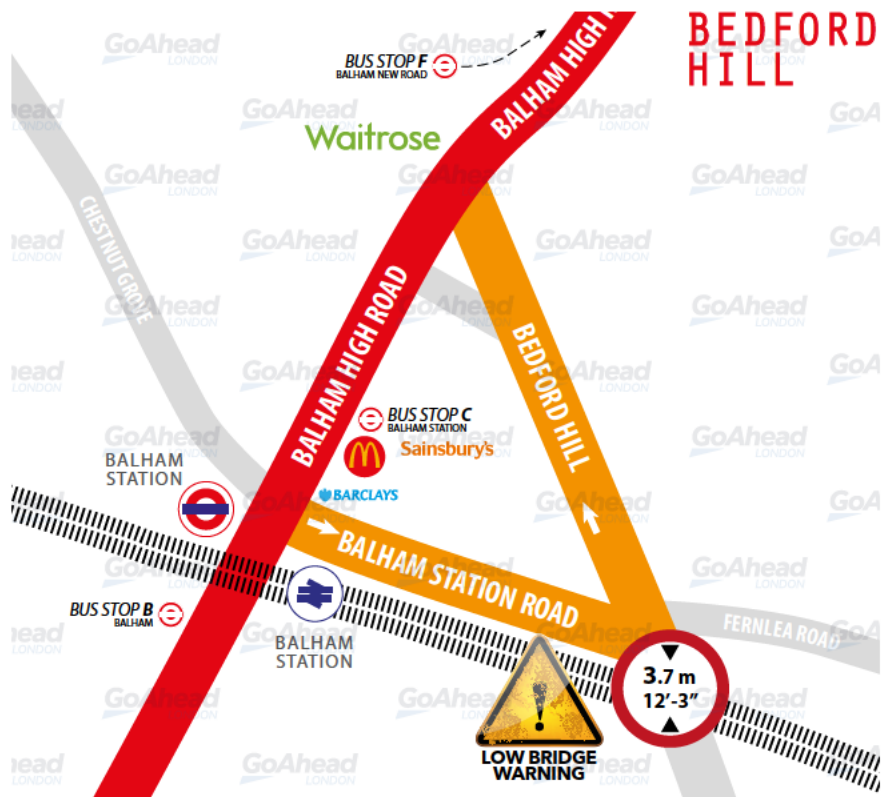 BEDFORD
HILL
BUS STOP F
BALHAM NEW ROAD
BALHAM HIGH R
Waitrose
CHESTNUT GROVE
BALHAM HIGH ROAD
BEDFORD HILL
BUS STOP C
BALHAM STATION
Sainsbury's
BALHAM
STATION
BARCLAYS
BALHAM STATION ROAD
BUS STOP B
BALHAM
BALHAM
STATION
FERNLEA ROAD
3.7 m
12'-3"
LOW BRIDGE
WARNING
GoAhead
LONDON